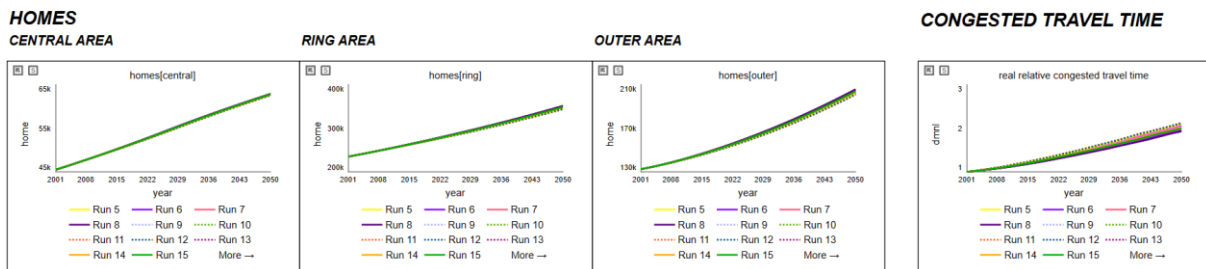 HOMES
CENTRAL AREA
RING AREA
OUTER AREA
CONGESTED TRAVEL TIME
homes[central]
65k
55k
45k
home
2001 2008 2015 2022 2029 2036 2043 2050
year
Run 5 Run 6 Run 7
Run 8 Run 9 Run 10
Run 11 Run 12 Run 13
Run 14 Run 15 More →
homes[ring]
400k
300k
200k
home
2001 2008 2015 2022 2029 2036 2043 2050
year
Run 5 Run 6 Run 7
Run 8 Run 9 Run 10
Run 11 Run 12 Run 13
Run 14 Run 15 More →
homes[outer]
210k
170k
130k
home
2001 2008 2015 2022 2029 2036 2043 2050
year
Run 5 Run 6 Run 7
Run 8 Run 9 Run 10
Run 11 Run 12 Run 13
Run 14 Run 15 More →
real relative congested travel time
3
2
1
dmnl
2001 2008 2015 2022 2029 2036 2043 2050
year
Run 5 Run 6 Run 7
Run 8 Run 9 Run 10
Run 11 Run 12 Run 13
Run 14 Run 15 More →